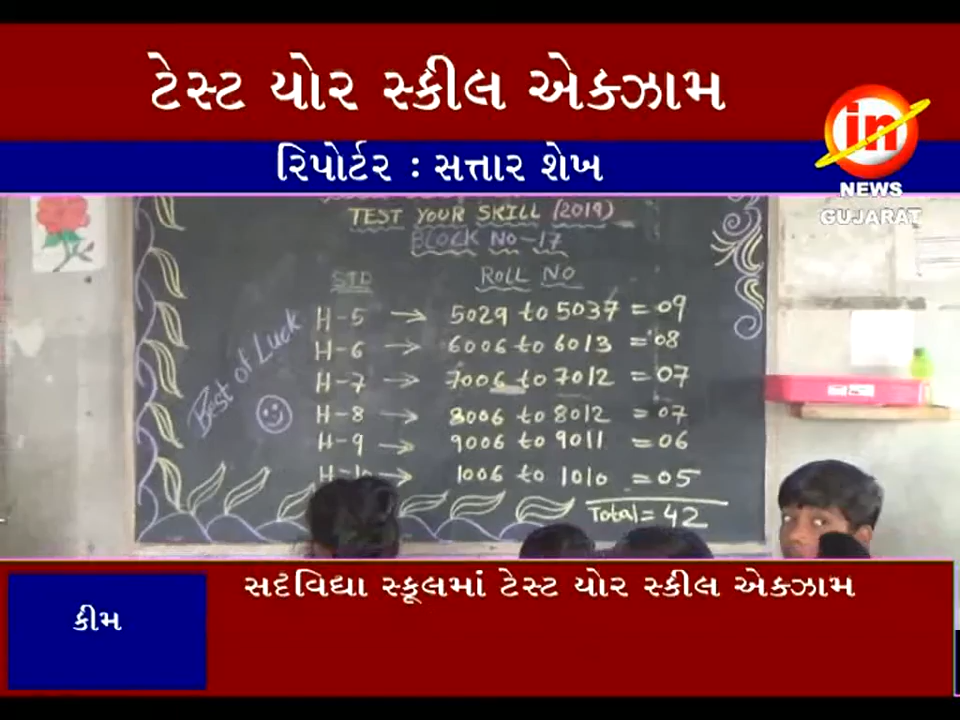 ટેસ્ટ યોર સ્કીલ એક્ઝામ
રિપોર્ટર : સત્તાર શેખ
in
NEWS
GUJARAT
TEST YOUR SKILL (2019)
BLOCK NO-17
STD ROLL NO
Best of Luck
H-5 → 5029 to 5037 = 09
H-6 → 6006 to 6013 = 08
H-7 → 7006 to 7012 = 07
H-8 → 8006 to 8012 = 07
H-9 → 9006 to 9011 = 06
H-10 → 1006 to 1010 = 05
Total = 42
સદવિદ્યા સ્કૂલમાં ટેસ્ટ યોર સ્કીલ એક્ઝામ
કીમ